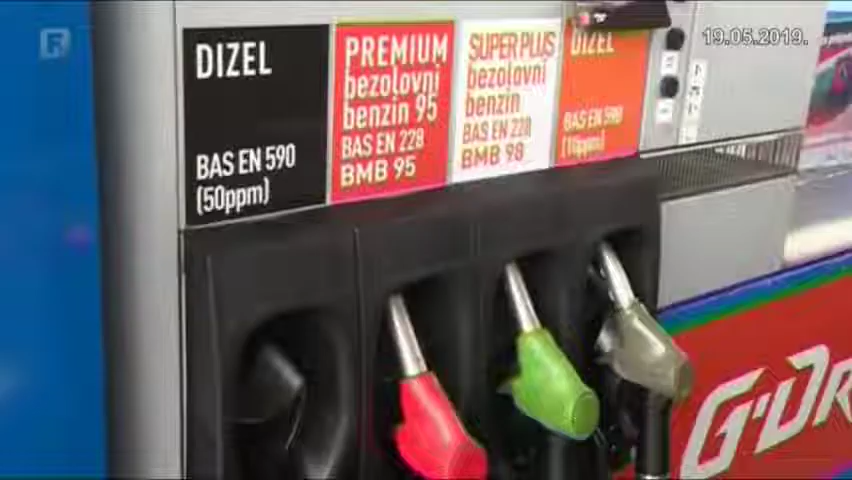 19.05.2019.
DIZEL
BAS EN 590
(50ppm)
PREMIUM
bezolovni
benzin 95
BAS EN 228
BMB 95
SUPER PLUS
bezolovni
benzin
BAS EN 228
BMB 98
DIZEL
BAS EN 590
(10ppm)
G-Dr